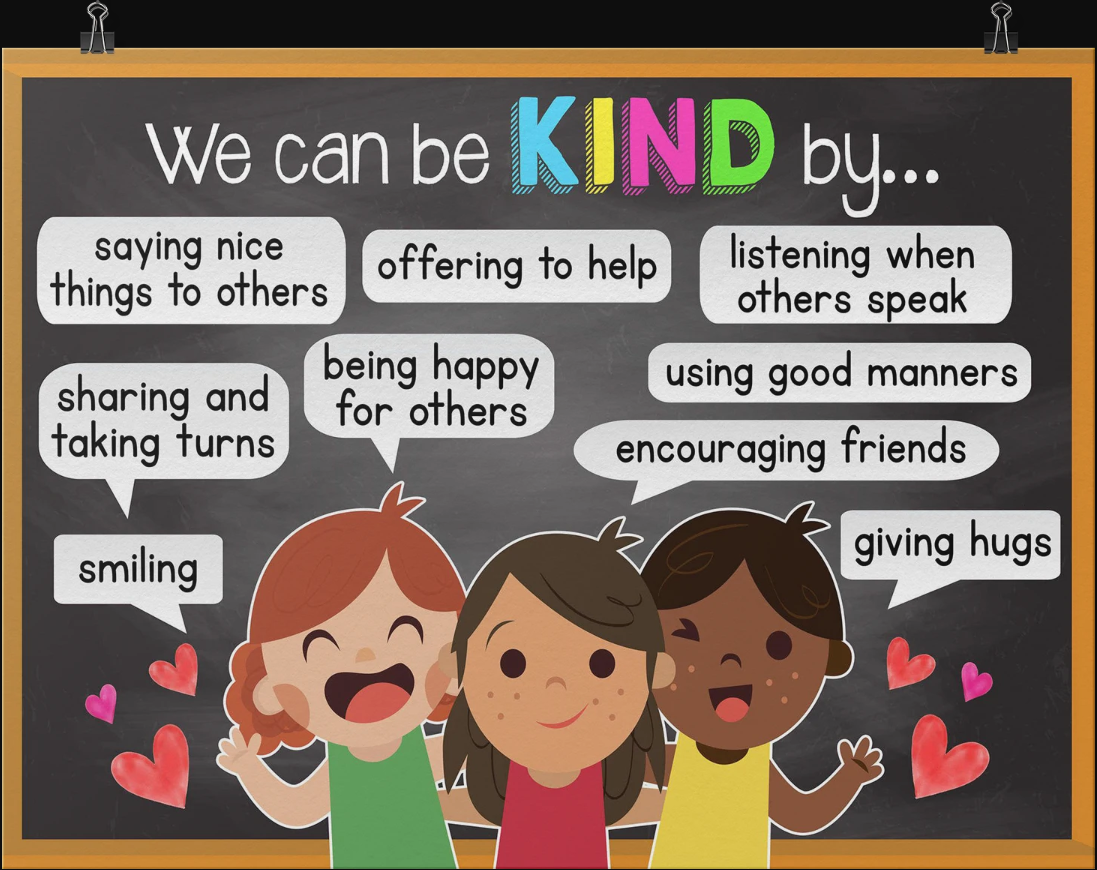 We can be KIND by...
saying nice
things to others
offering to help
listening when
others speak
sharing and
taking turns
being happy
for others
using good manners
encouraging friends
smiling
giving hugs